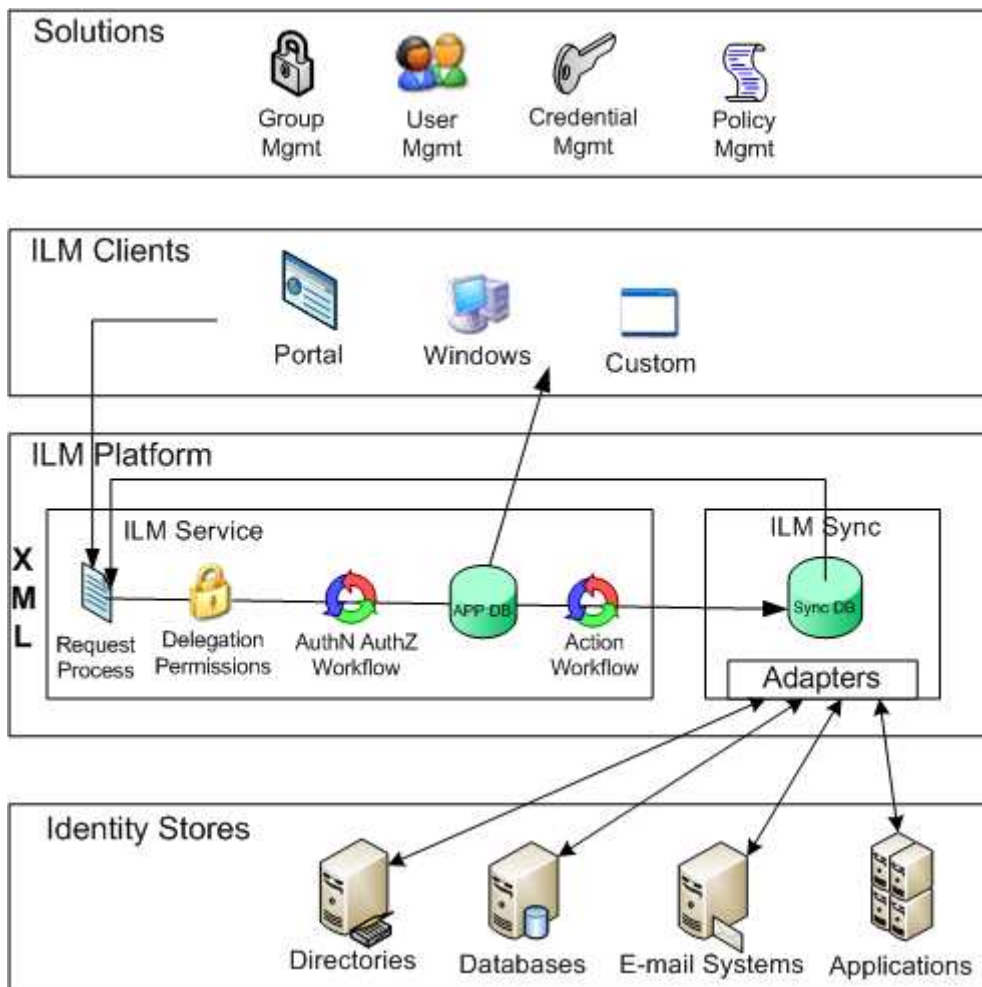 Solutions
Group
Mgmt
User
Mgmt
Credential
Mgmt
Policy
Mgmt
ILM Clients
Portal
Windows
Custom
ILM Platform
X
M
L
ILM Service
Request
Process
Delegation
Permissions
AuthN AuthZ
Workflow
APP DB
Action
Workflow
ILM Sync
Sync DB
Adapters
Identity Stores
Directories
Databases
E-mail Systems
Applications